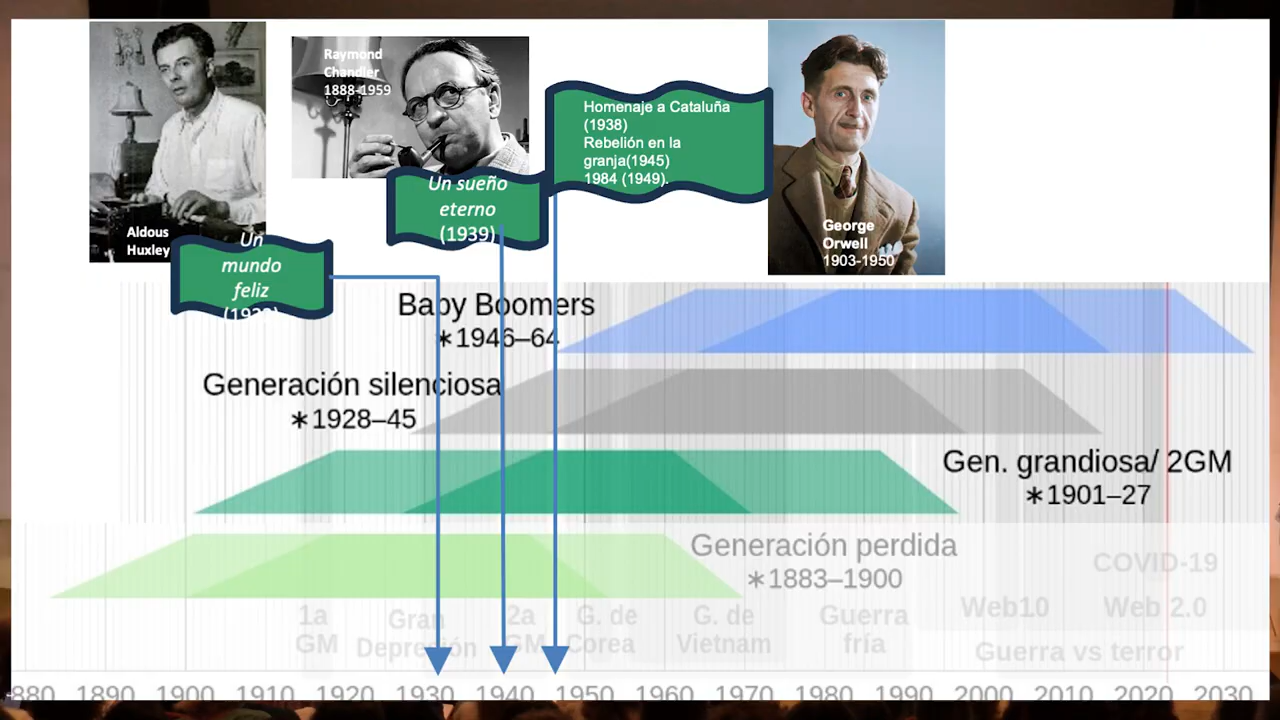 Raymond
Chandler
1888-1959
Homenaje a Cataluña
(1938)
Rebelión en la
granja(1945)
1984 (1949).
Un sueño
eterno
(1939)
George
Orwell
1903-1950
Aldous
Huxley
Un
mundo
feliz
Baby Boomers
∗1946–64
Generación silenciosa
∗1928–45
Gen. grandiosa/ 2GM
∗1901–27
Generación perdida
∗1883–1900
COVID-19
1a
GM
Gran
Depresión
2a
GM
G. de
Corea
G. de
Vietnam
Guerra
fría
Web10
Web 2.0
Guerra vs terror
880 1890 1900 1910 1920 1930 1940 1950 1960 1970 1980 1990 2000 2010 2020 2030